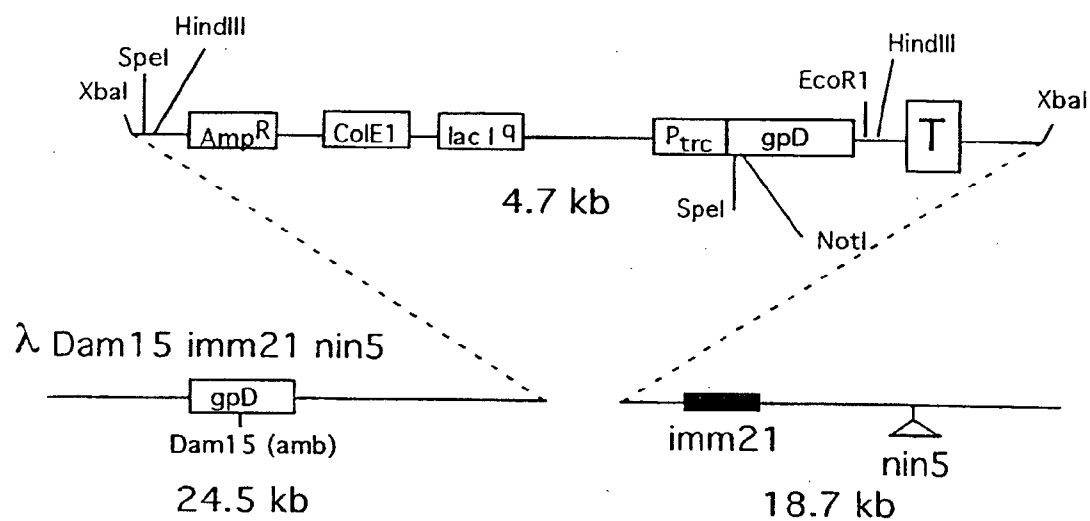 HindIII
SpeI
XbaI
HindIII
EcoR1
XbaI
AmpR
ColE1
lac Iq
Ptrc
gpD
T
4.7 kb
SpeI
NotI
λ Dam15 imm21 nin5
gpD
Dam15 (amb)
imm21
nin5
24.5 kb
18.7 kb